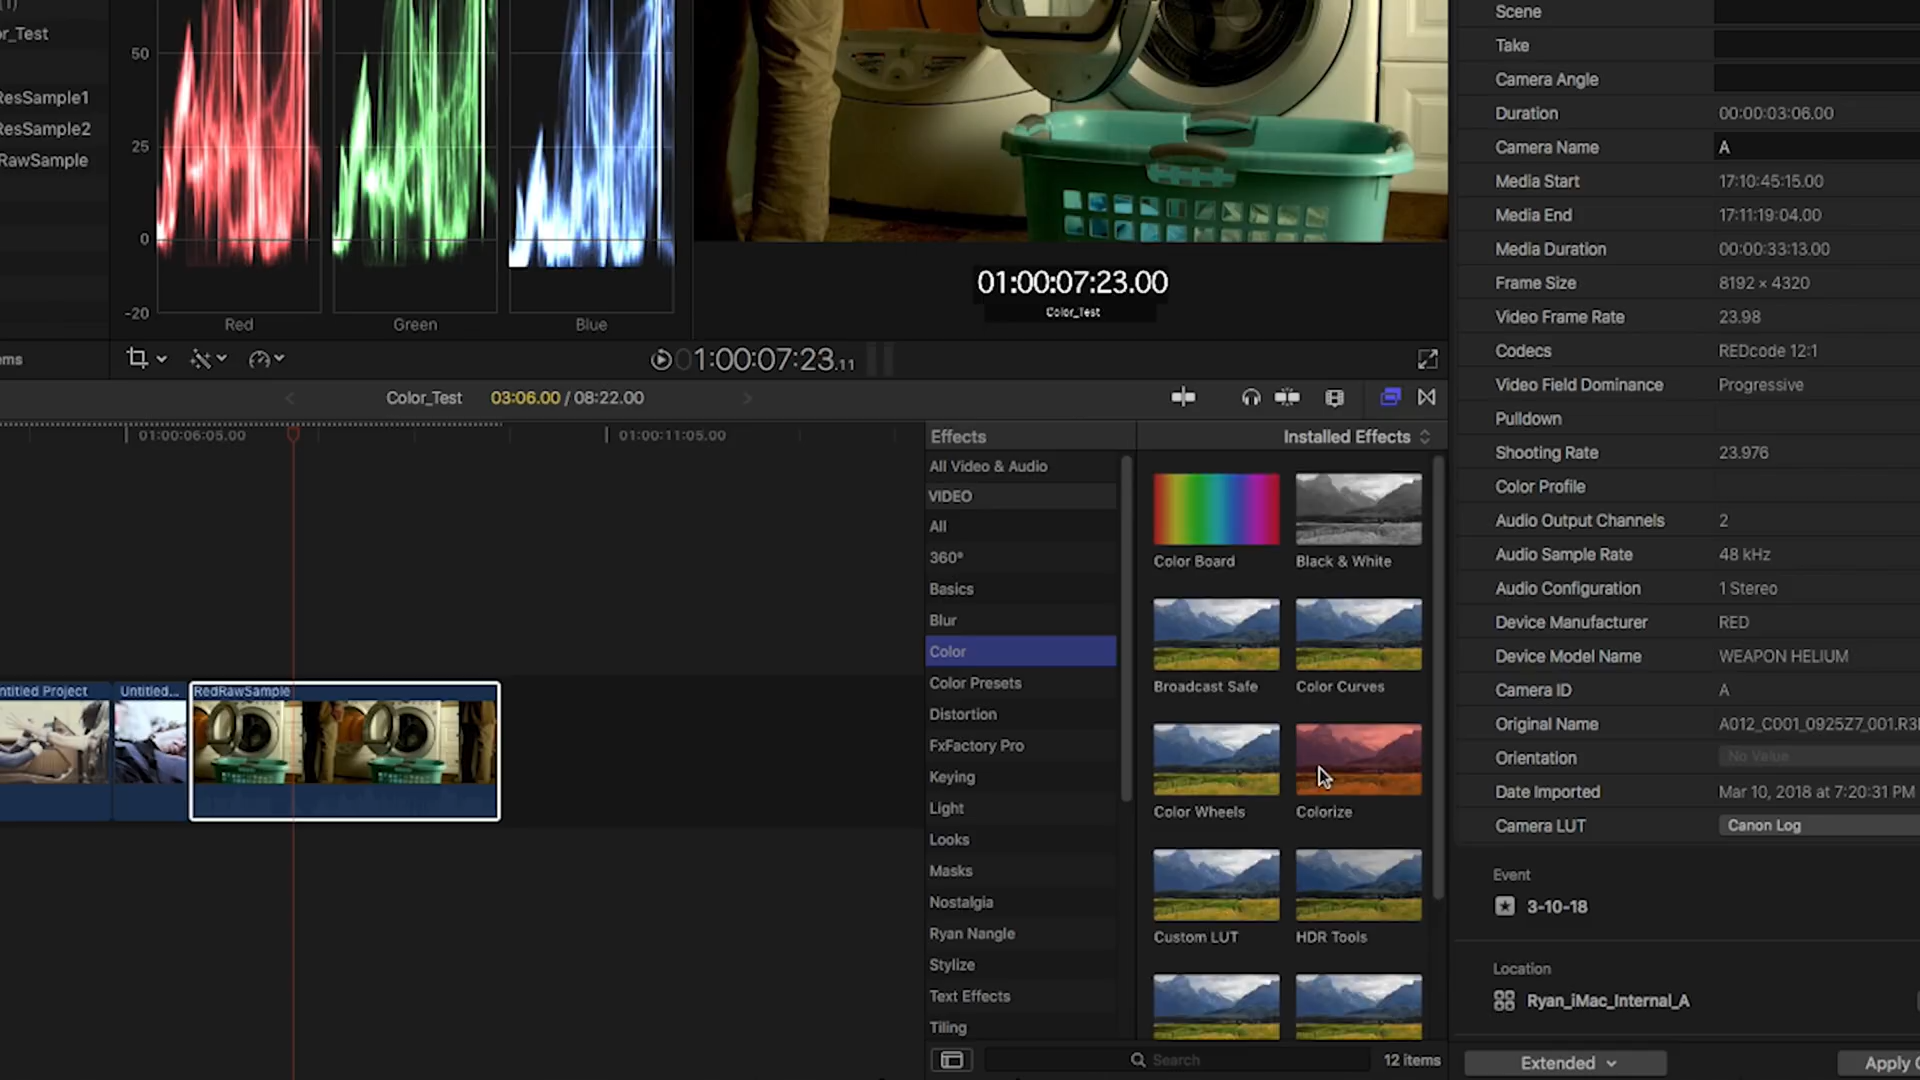 or_Test
ResSample1
ResSample2
RawSample
50
25
0
-20
Red
Green
Blue
01:00:07:23.00
Color_Test
ems
01:00:07:23.11
Color_Test
03:06.00 / 08:22.00
01:00:06:05.00
01:00:11:05.00
ntitled Project
Untitled...
RedRawSample
Effects
Installed Effects
All Video & Audio
VIDEO
All
360°
Basics
Blur
Color
Color Presets
Distortion
FxFactory Pro
Keying
Light
Looks
Masks
Nostalgia
Ryan Nangle
Stylize
Text Effects
Tiling
Color Board
Black & White
Broadcast Safe
Color Curves
Color Wheels
Colorize
Custom LUT
HDR Tools
Search
12 items
Scene
Take
Camera Angle
Duration 00:00:03:06.00
Camera Name A
Media Start 17:10:45:15.00
Media End 17:11:19:04.00
Media Duration 00:00:33:13.00
Frame Size 8192 × 4320
Video Frame Rate 23.98
Codecs REDcode 12:1
Video Field Dominance Progressive
Pulldown
Shooting Rate 23.976
Color Profile
Audio Output Channels 2
Audio Sample Rate 48 kHz
Audio Configuration 1 Stereo
Device Manufacturer RED
Device Model Name WEAPON HELIUM
Camera ID A
Original Name A012_C001_0925Z7_001.R3
Orientation No Value
Date Imported Mar 10, 2018 at 7:20:31 PM
Camera LUT Canon Log
Event
3-10-18
Location
Ryan_iMac_Internal_A
Extended
Apply